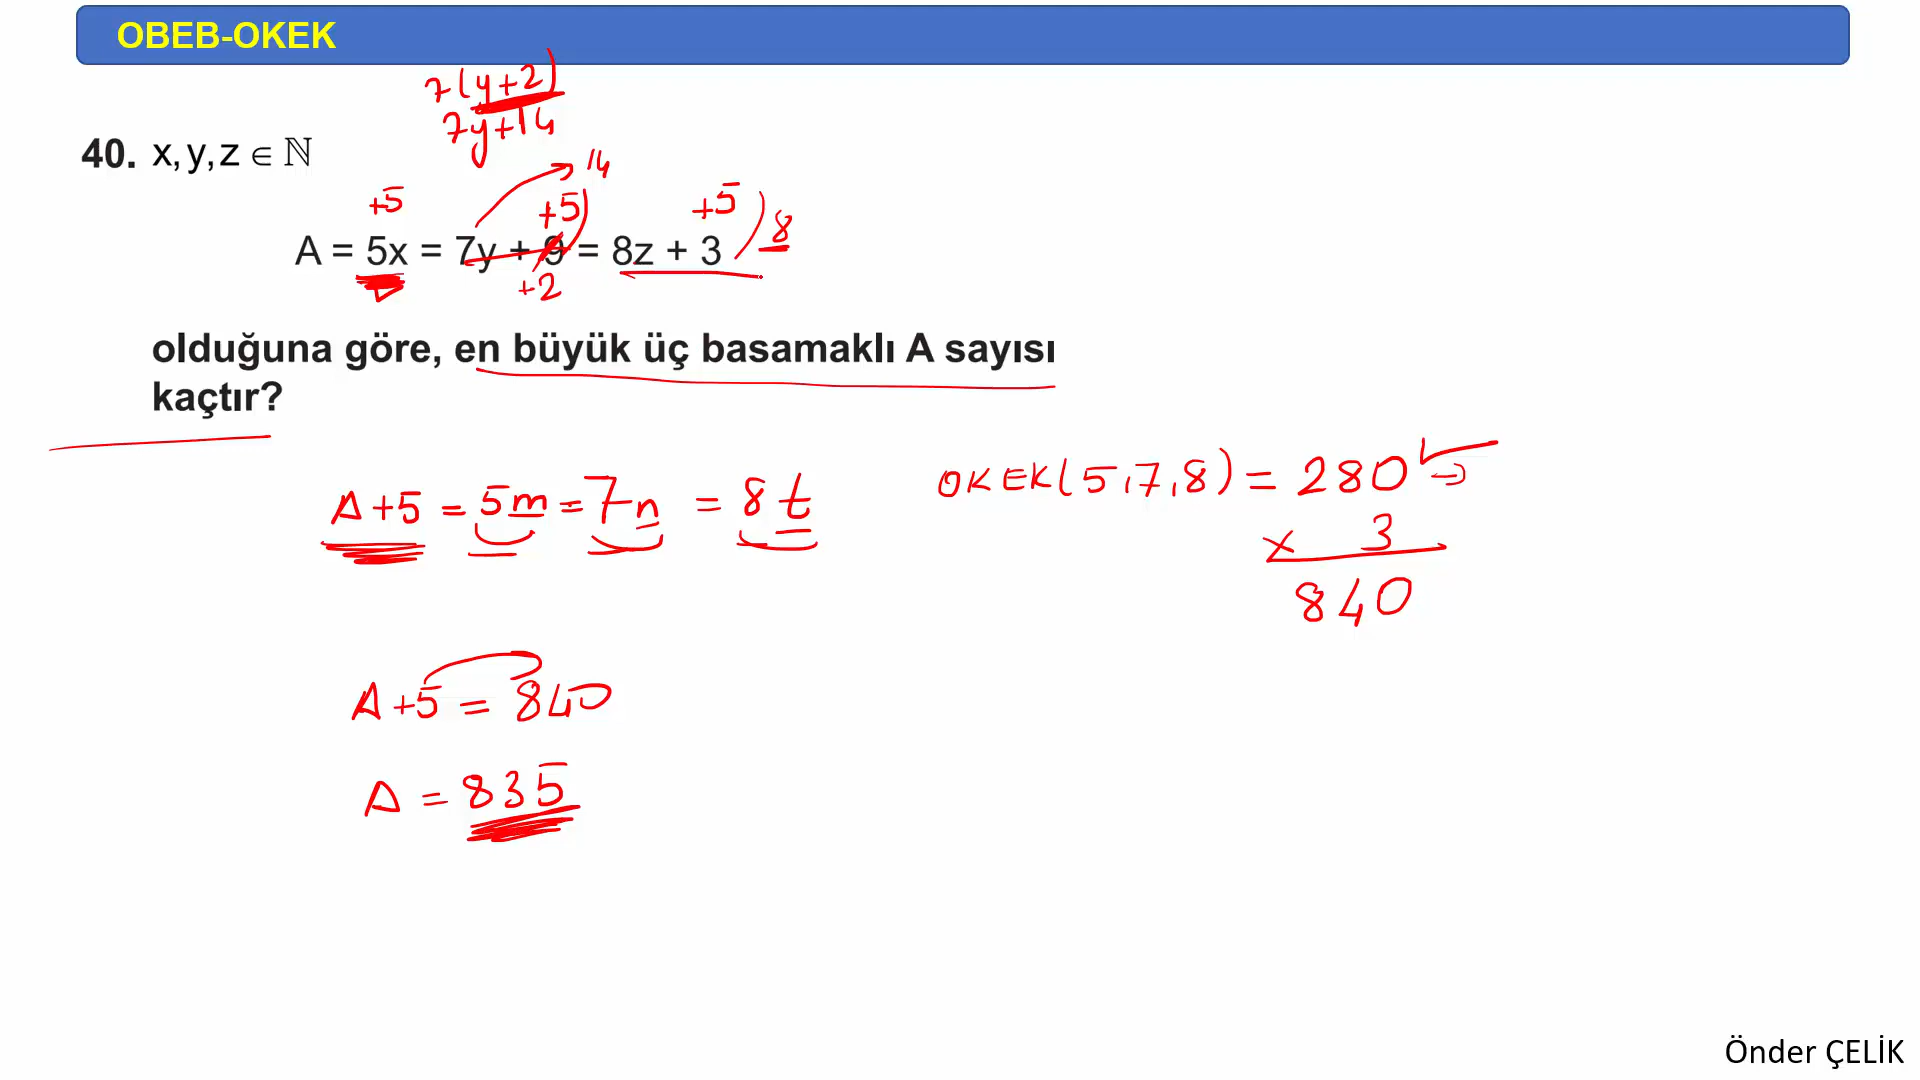 OBEB-OKEK
7(y+2)
7y+14
40. x, y, z ∈ ℕ
14
+5 +5 +5
A = 5x = 7y + 9 = 8z + 3 8
+2
olduğuna göre, en büyük üç basamaklı A sayısı
kaçtır?
A+5 = 5m = 7n = 8t
OKEK(5,7,8) = 280
x 3
840
A+5 = 840
A = 835
Önder ÇELİK